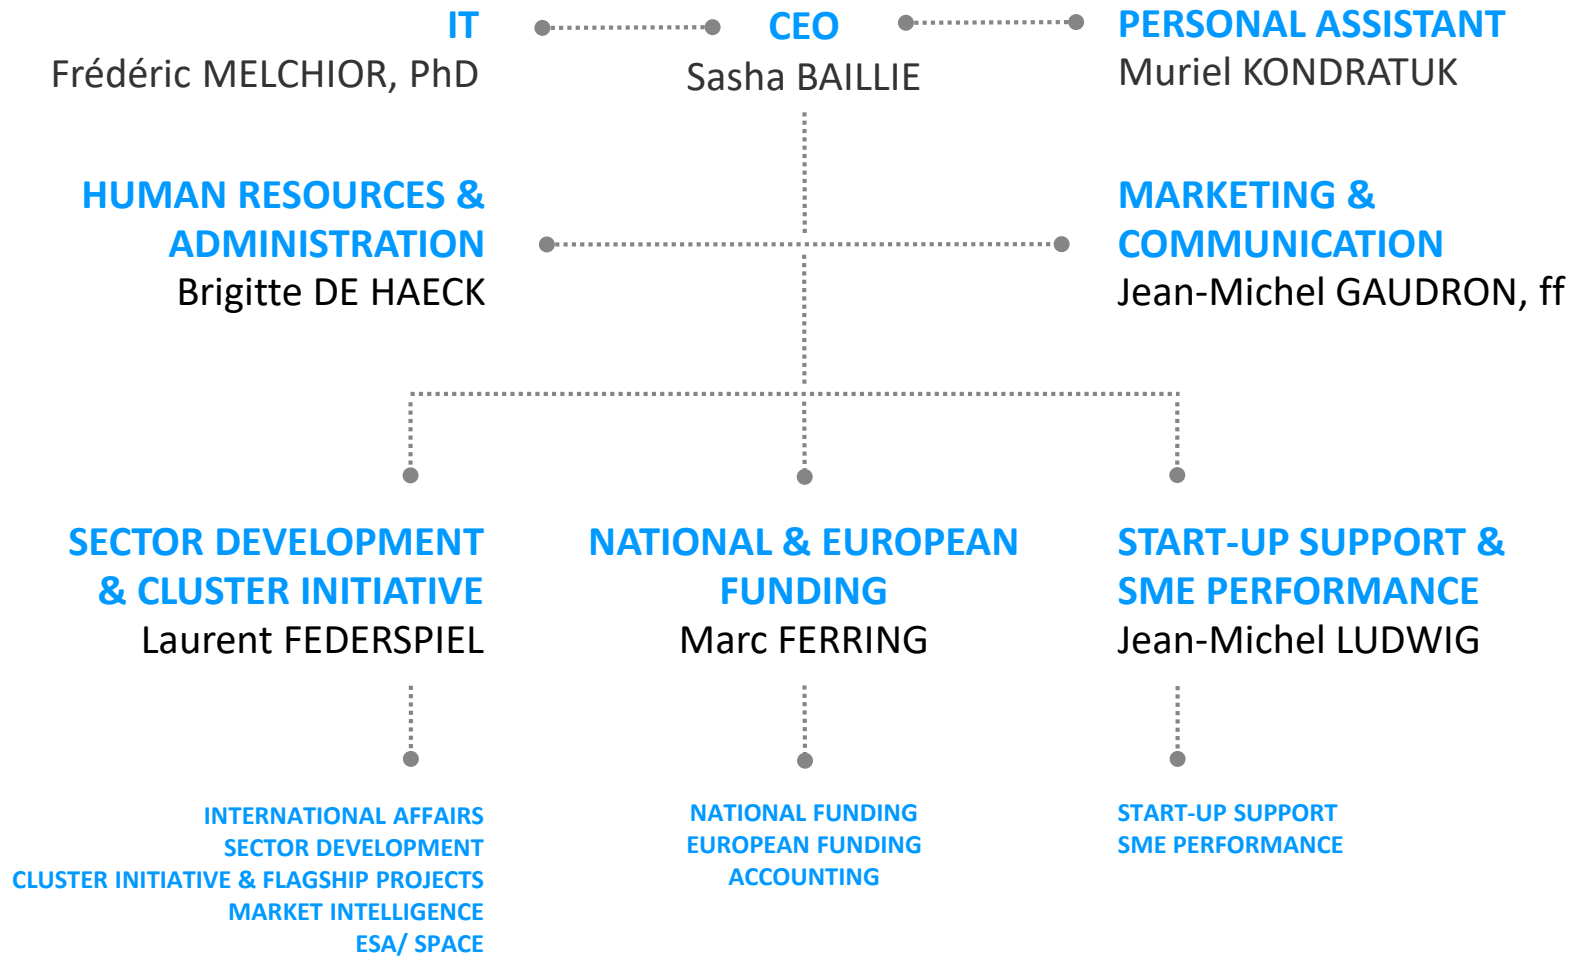 IT
Frédéric MELCHIOR, PhD
CEO
Sasha BAILLIE
PERSONAL ASSISTANT
Muriel KONDRATUK
HUMAN RESOURCES &
ADMINISTRATION
Brigitte DE HAECK
MARKETING &
COMMUNICATION
Jean-Michel GAUDRON, ff
SECTOR DEVELOPMENT
& CLUSTER INITIATIVE
Laurent FEDERSPIEL
NATIONAL & EUROPEAN
FUNDING
Marc FERRING
START-UP SUPPORT &
SME PERFORMANCE
Jean-Michel LUDWIG
INTERNATIONAL AFFAIRS
SECTOR DEVELOPMENT
CLUSTER INITIATIVE & FLAGSHIP PROJECTS
MARKET INTELLIGENCE
ESA/ SPACE
NATIONAL FUNDING
EUROPEAN FUNDING
ACCOUNTING
START-UP SUPPORT
SME PERFORMANCE